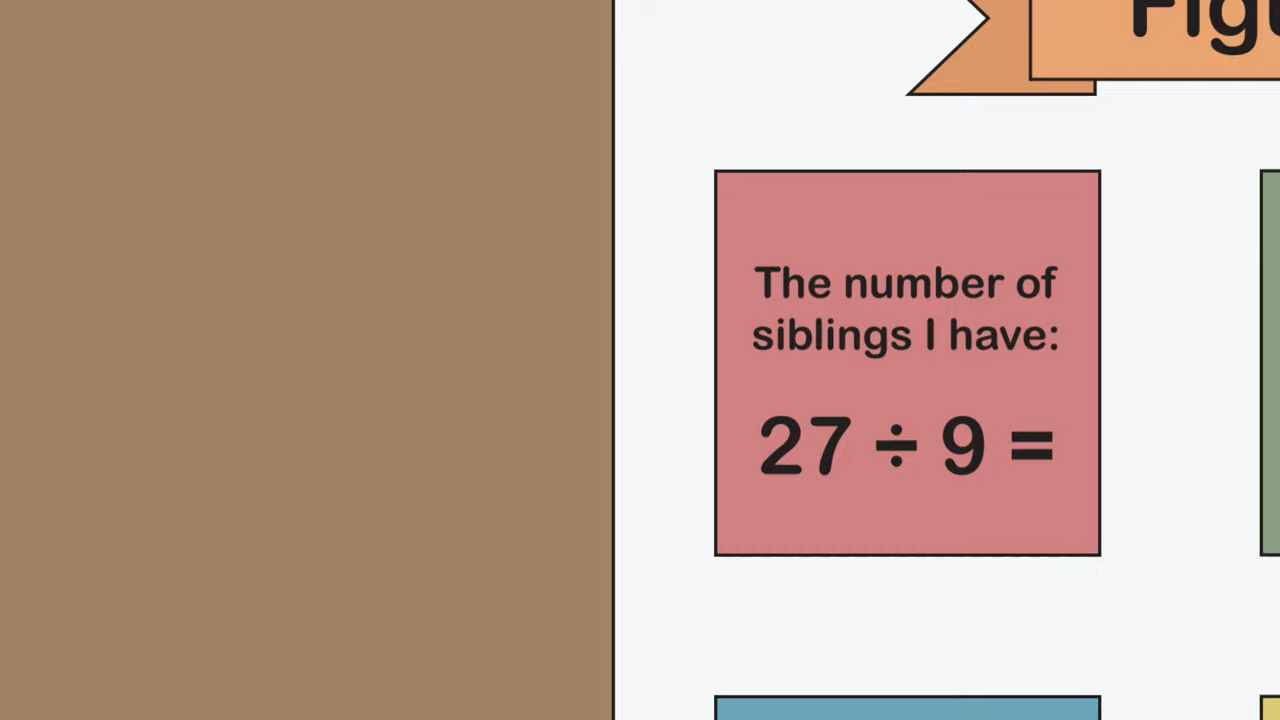 The number of
siblings I have:
27 ÷ 9 =